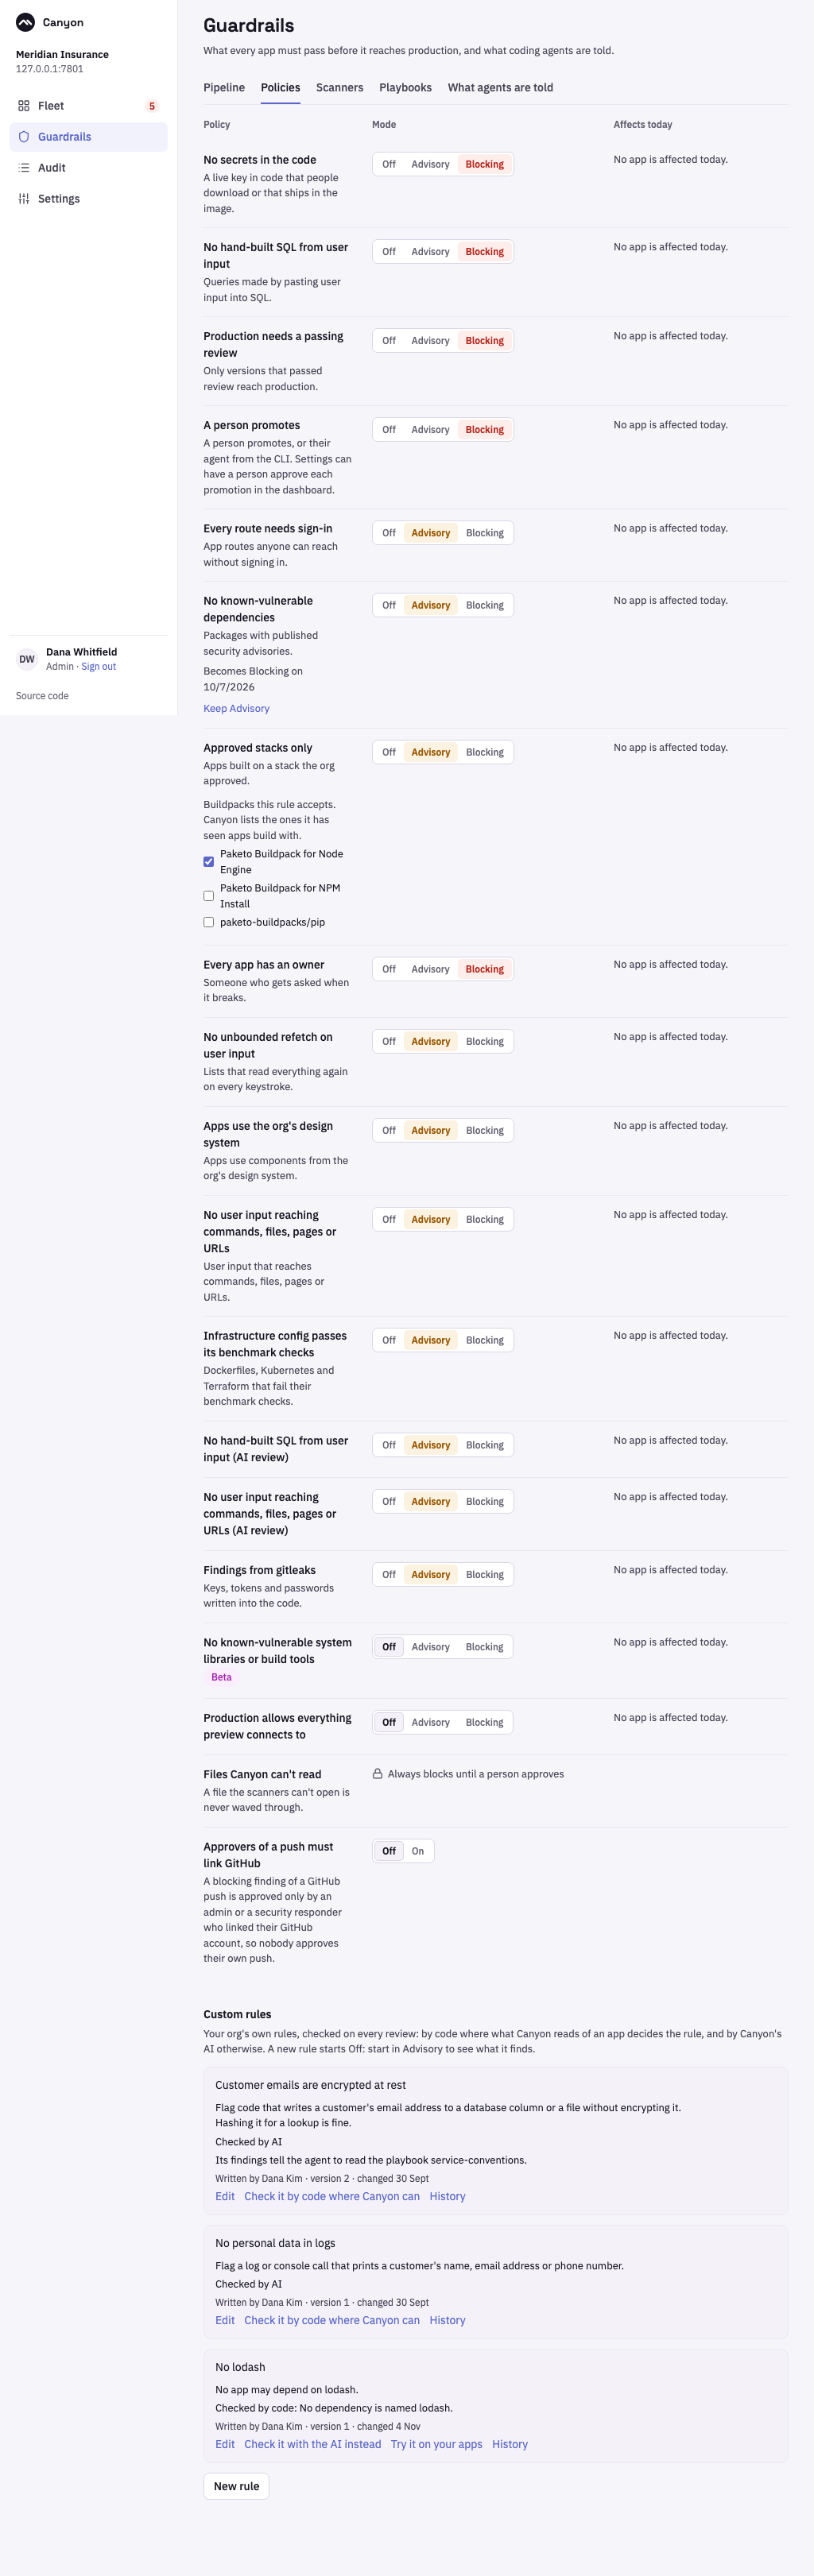 Canyon
Meridian Insurance
127.0.0.1:7801
Fleet 5
Guardrails
Audit
Settings
DW Dana Whitfield
Admin · Sign out
Source code
Guardrails
What every app must pass before it reaches production, and what coding agents are told.
Pipeline Policies Scanners Playbooks What agents are told
Policy Mode Affects today
No secrets in the code
A live key in code that people
download or that ships in the
image.
Off Advisory Blocking
No app is affected today.
No hand-built SQL from user
input
Queries made by pasting user
input into SQL.
Off Advisory Blocking
No app is affected today.
Production needs a passing
review
Only versions that passed
review reach production.
Off Advisory Blocking
No app is affected today.
A person promotes
A person promotes, or their
agent from the CLI. Settings can
have a person approve each
promotion in the dashboard.
Off Advisory Blocking
No app is affected today.
Every route needs sign-in
App routes anyone can reach
without signing in.
Off Advisory Blocking
No app is affected today.
No known-vulnerable
dependencies
Packages with published
security advisories.
Becomes Blocking on
10/7/2026
Keep Advisory
Off Advisory Blocking
No app is affected today.
Approved stacks only
Apps built on a stack the org
approved.
Buildpacks this rule accepts.
Canyon lists the ones it has
seen apps build with.
Paketo Buildpack for Node
Engine
Paketo Buildpack for NPM
Install
paketo-buildpacks/pip
Off Advisory Blocking
No app is affected today.
Every app has an owner
Someone who gets asked when
it breaks.
Off Advisory Blocking
No app is affected today.
No unbounded refetch on
user input
Lists that read everything again
on every keystroke.
Off Advisory Blocking
No app is affected today.
Apps use the org's design
system
Apps use components from the
org's design system.
Off Advisory Blocking
No app is affected today.
No user input reaching
commands, files, pages or
URLs
User input that reaches
commands, files, pages or
URLs.
Off Advisory Blocking
No app is affected today.
Infrastructure config passes
its benchmark checks
Dockerfiles, Kubernetes and
Terraform that fail their
benchmark checks.
Off Advisory Blocking
No app is affected today.
No hand-built SQL from user
input (AI review)
Off Advisory Blocking
No app is affected today.
No user input reaching
commands, files, pages or
URLs (AI review)
Off Advisory Blocking
No app is affected today.
Findings from gitleaks
Keys, tokens and passwords
written into the code.
Off Advisory Blocking
No app is affected today.
No known-vulnerable system
libraries or build tools
Beta
Off Advisory Blocking
No app is affected today.
Production allows everything
preview connects to
Off Advisory Blocking
No app is affected today.
Files Canyon can't read
A file the scanners can't open is
never waved through.
Always blocks until a person approves
Approvers of a push must
link GitHub
A blocking finding of a GitHub
push is approved only by an
admin or a security responder
who linked their GitHub
account, so nobody approves
their own push.
Off On
Custom rules
Your org's own rules, checked on every review: by code where what Canyon reads of an app decides the rule, and by Canyon's
AI otherwise. A new rule starts Off: start in Advisory to see what it finds.
Customer emails are encrypted at rest
Flag code that writes a customer's email address to a database column or a file without encrypting it.
Hashing it for a lookup is fine.
Checked by AI
Its findings tell the agent to read the playbook service-conventions.
Written by Dana Kim · version 2 · changed 30 Sept
Edit Check it by code where Canyon can History
No personal data in logs
Flag a log or console call that prints a customer's name, email address or phone number.
Checked by AI
Written by Dana Kim · version 1 · changed 30 Sept
Edit Check it by code where Canyon can History
No lodash
No app may depend on lodash.
Checked by code: No dependency is named lodash.
Written by Dana Kim · version 1 · changed 4 Nov
Edit Check it with the AI instead Try it on your apps History
New rule